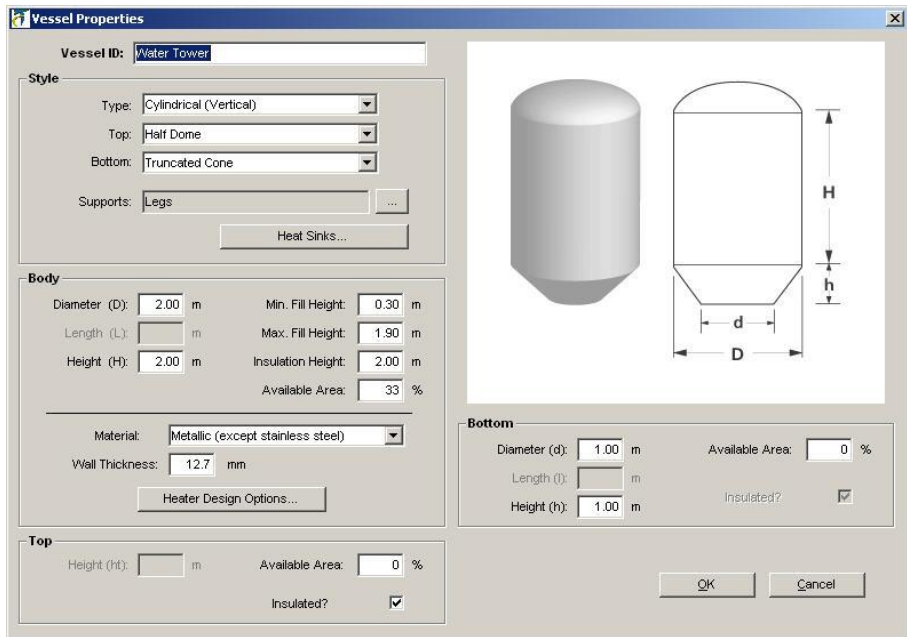 Vessel Properties
Vessel ID: Water Tower
Style
Type: Cylindrical (Vertical)
Top: Half Dome
Bottom: Truncated Cone
Supports: Legs ...
Heat Sinks...
Body
Diameter (D): 2.00 m Min. Fill Height: 0.30 m
Length (L): m Max. Fill Height: 1.90 m
Height (H): 2.00 m Insulation Height: 2.00 m
Available Area: 33 %
Material: Metallic (except stainless steel)
Wall Thickness: 12.7 mm
Heater Design Options...
Top
Height (ht): m Available Area: 0 %
Insulated?
H
h
d
D
Bottom
Diameter (d): 1.00 m Available Area: 0 %
Length (l): m
Insulated?
Height (h): 1.00 m
OK Cancel